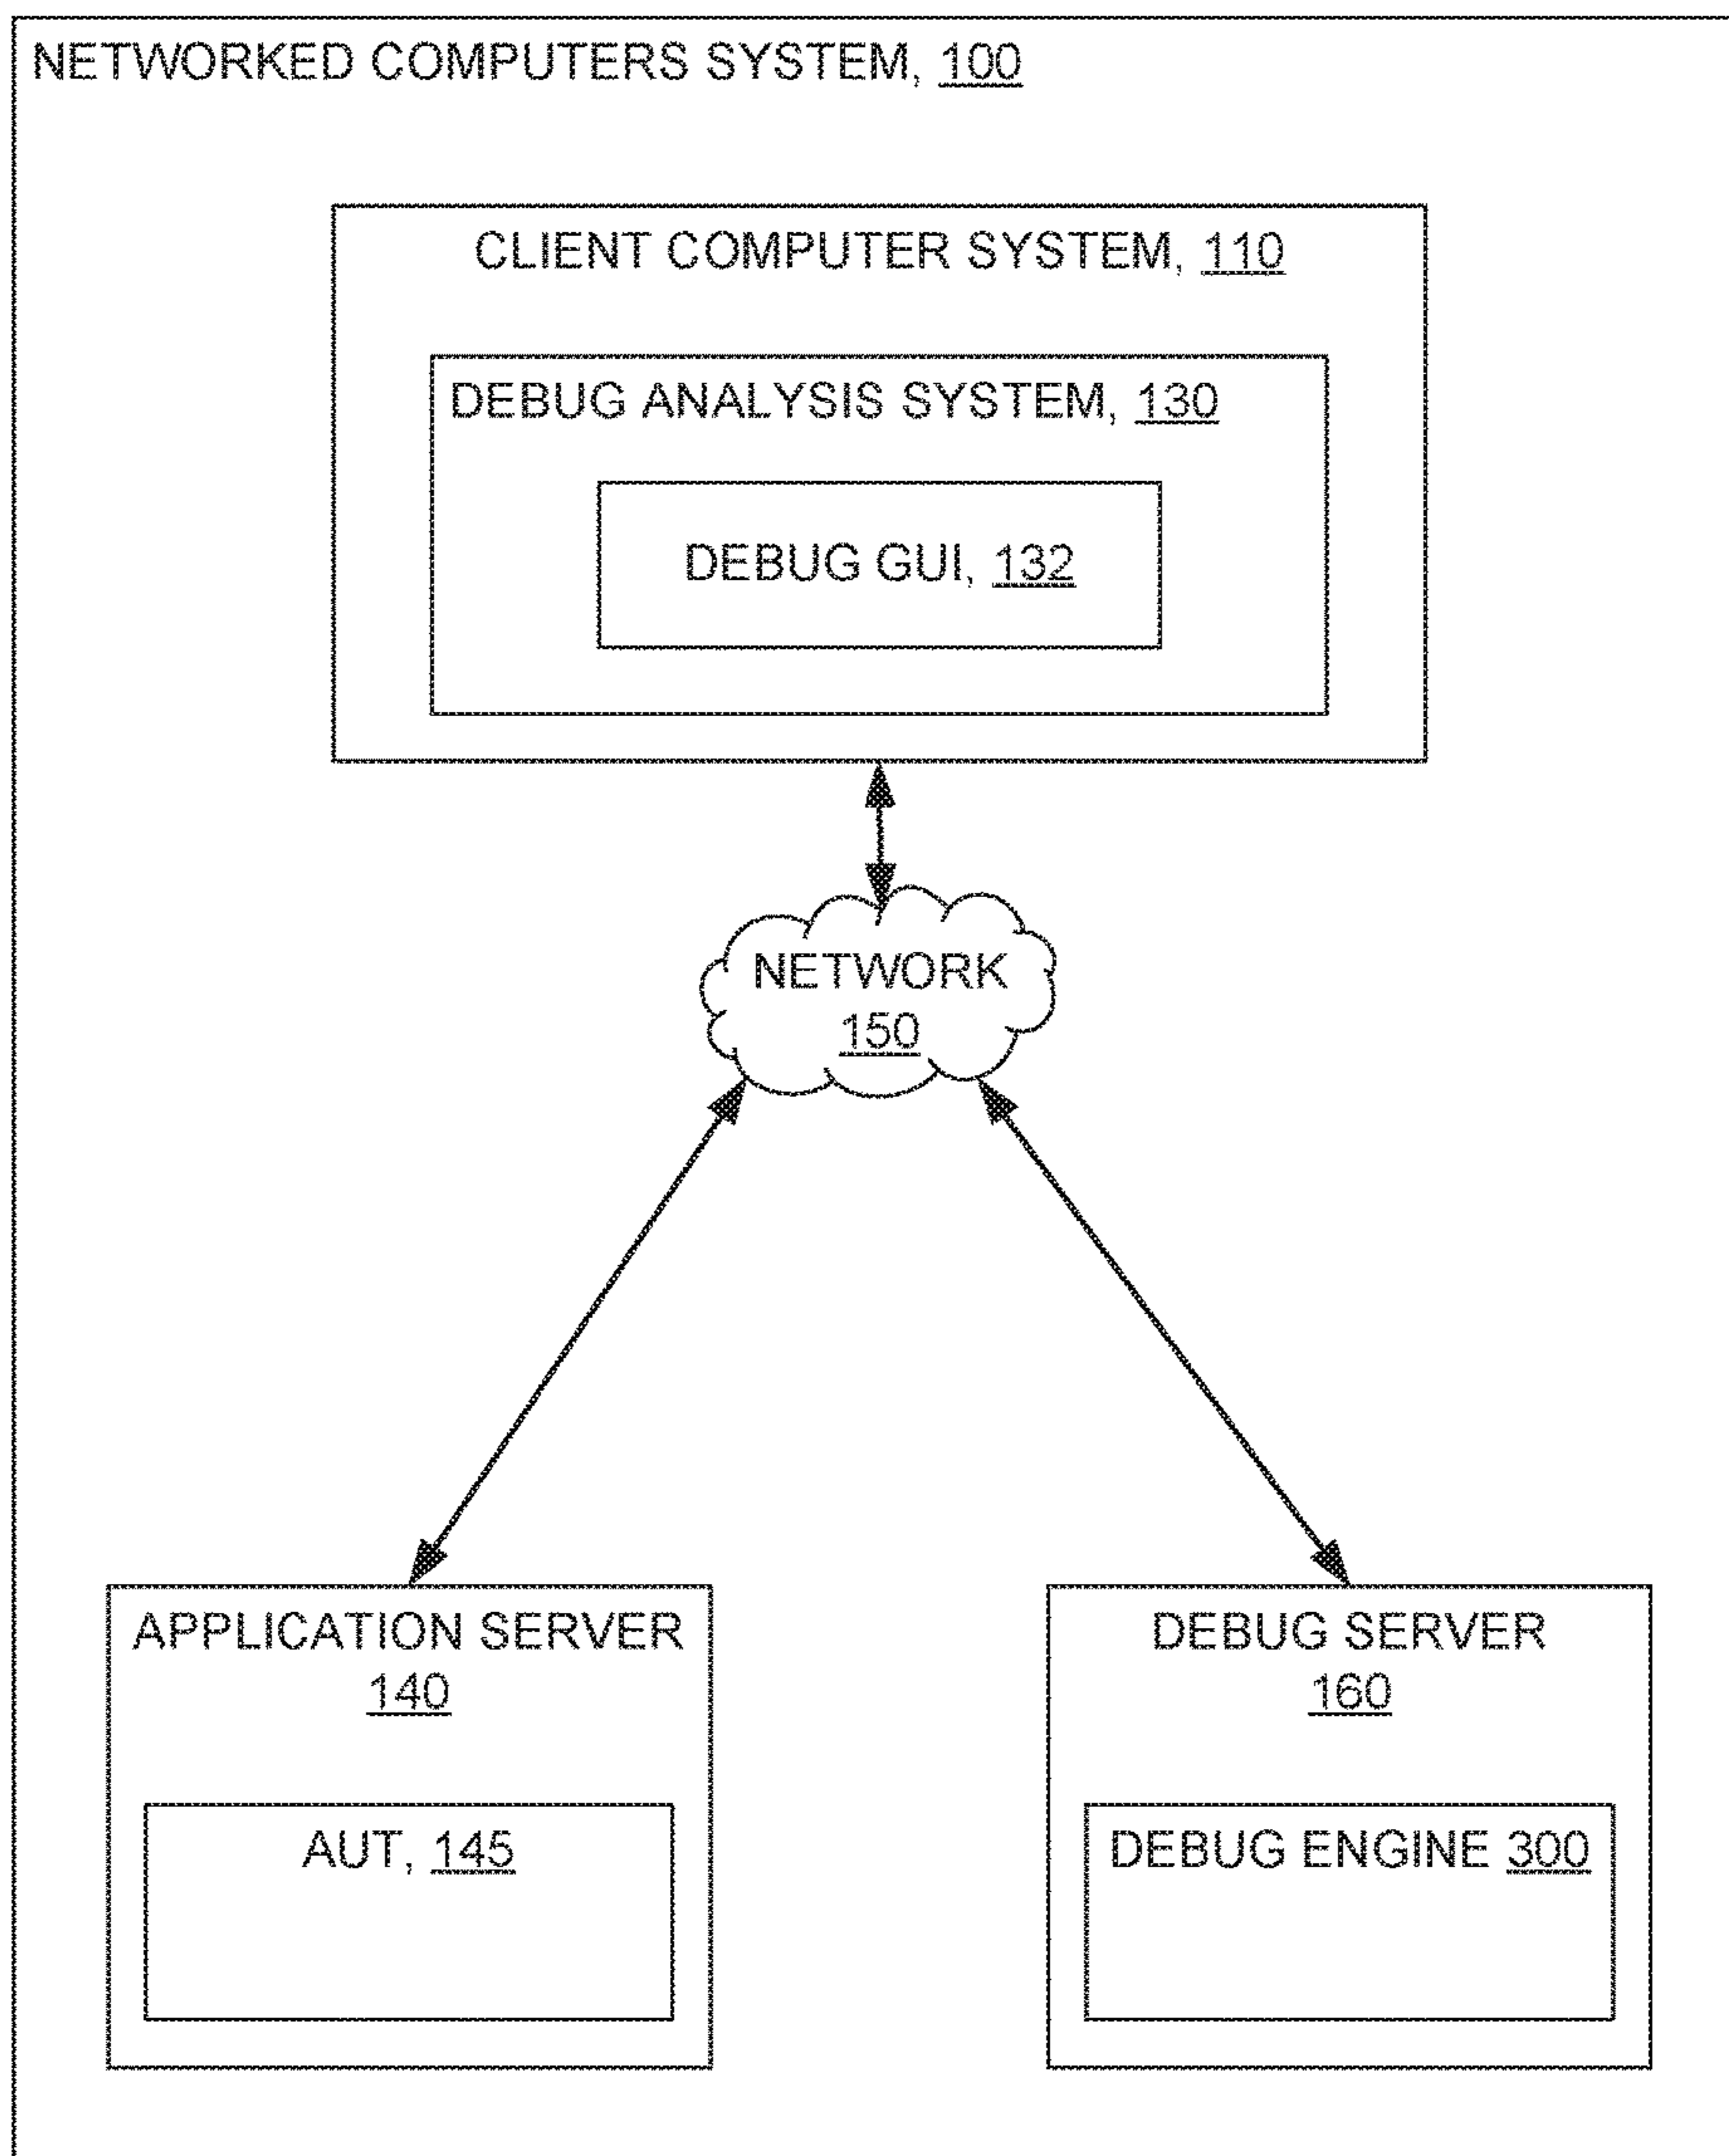 NETWORKED COMPUTERS SYSTEM, 100
CLIENT COMPUTER SYSTEM, 110
DEBUG ANALYSIS SYSTEM, 130
DEBUG GUI, 132
NETWORK
150
APPLICATION SERVER
140
AUT, 145
DEBUG SERVER
160
DEBUG ENGINE 300